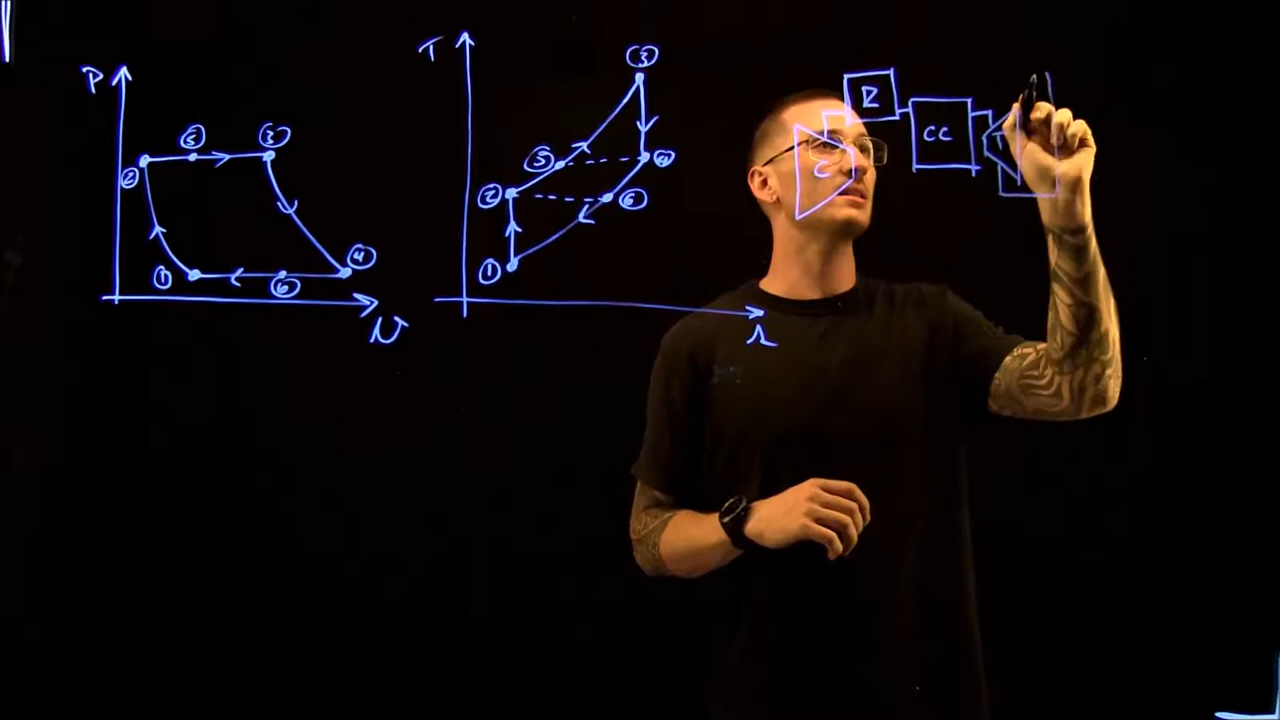 P
②
⑤
③
①
⑥
④
V
T
③
⑤
④
②
⑥
①
s
C
R
CC
T